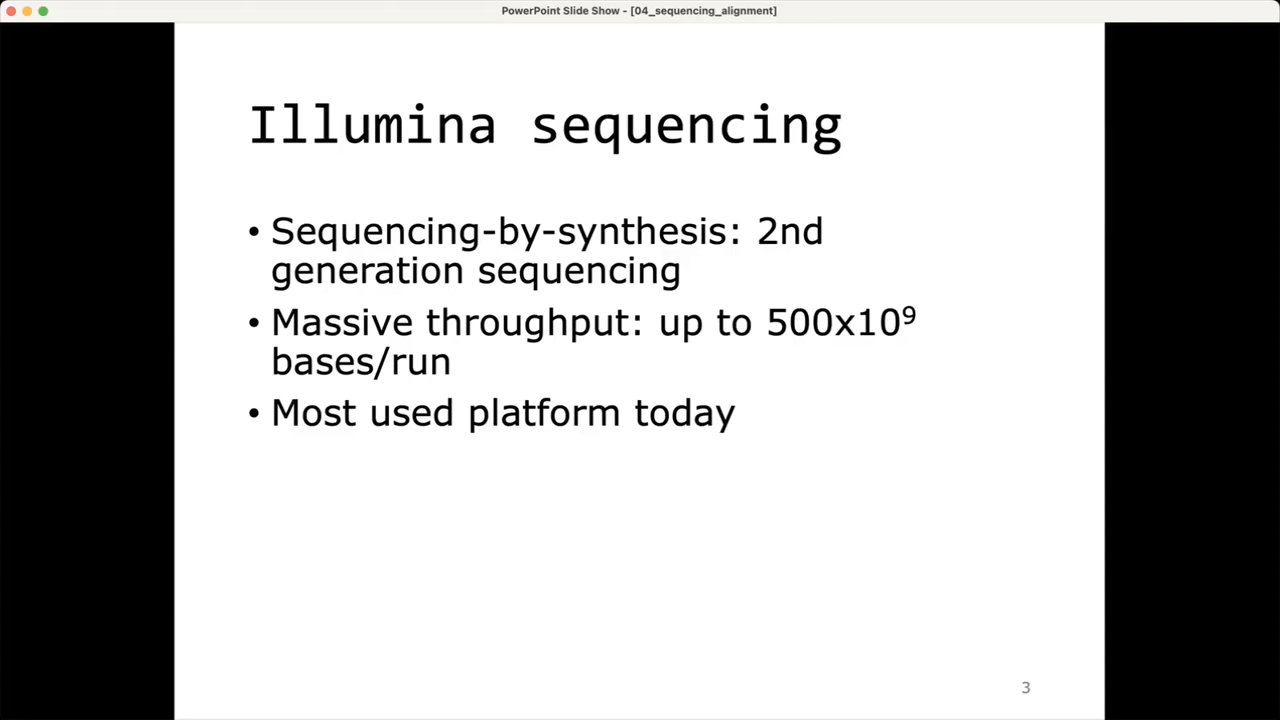 PowerPoint Slide Show - [04_sequencing_alignment]
Illumina sequencing
• Sequencing-by-synthesis: 2nd
generation sequencing
• Massive throughput: up to 500x10⁹
bases/run
• Most used platform today
3